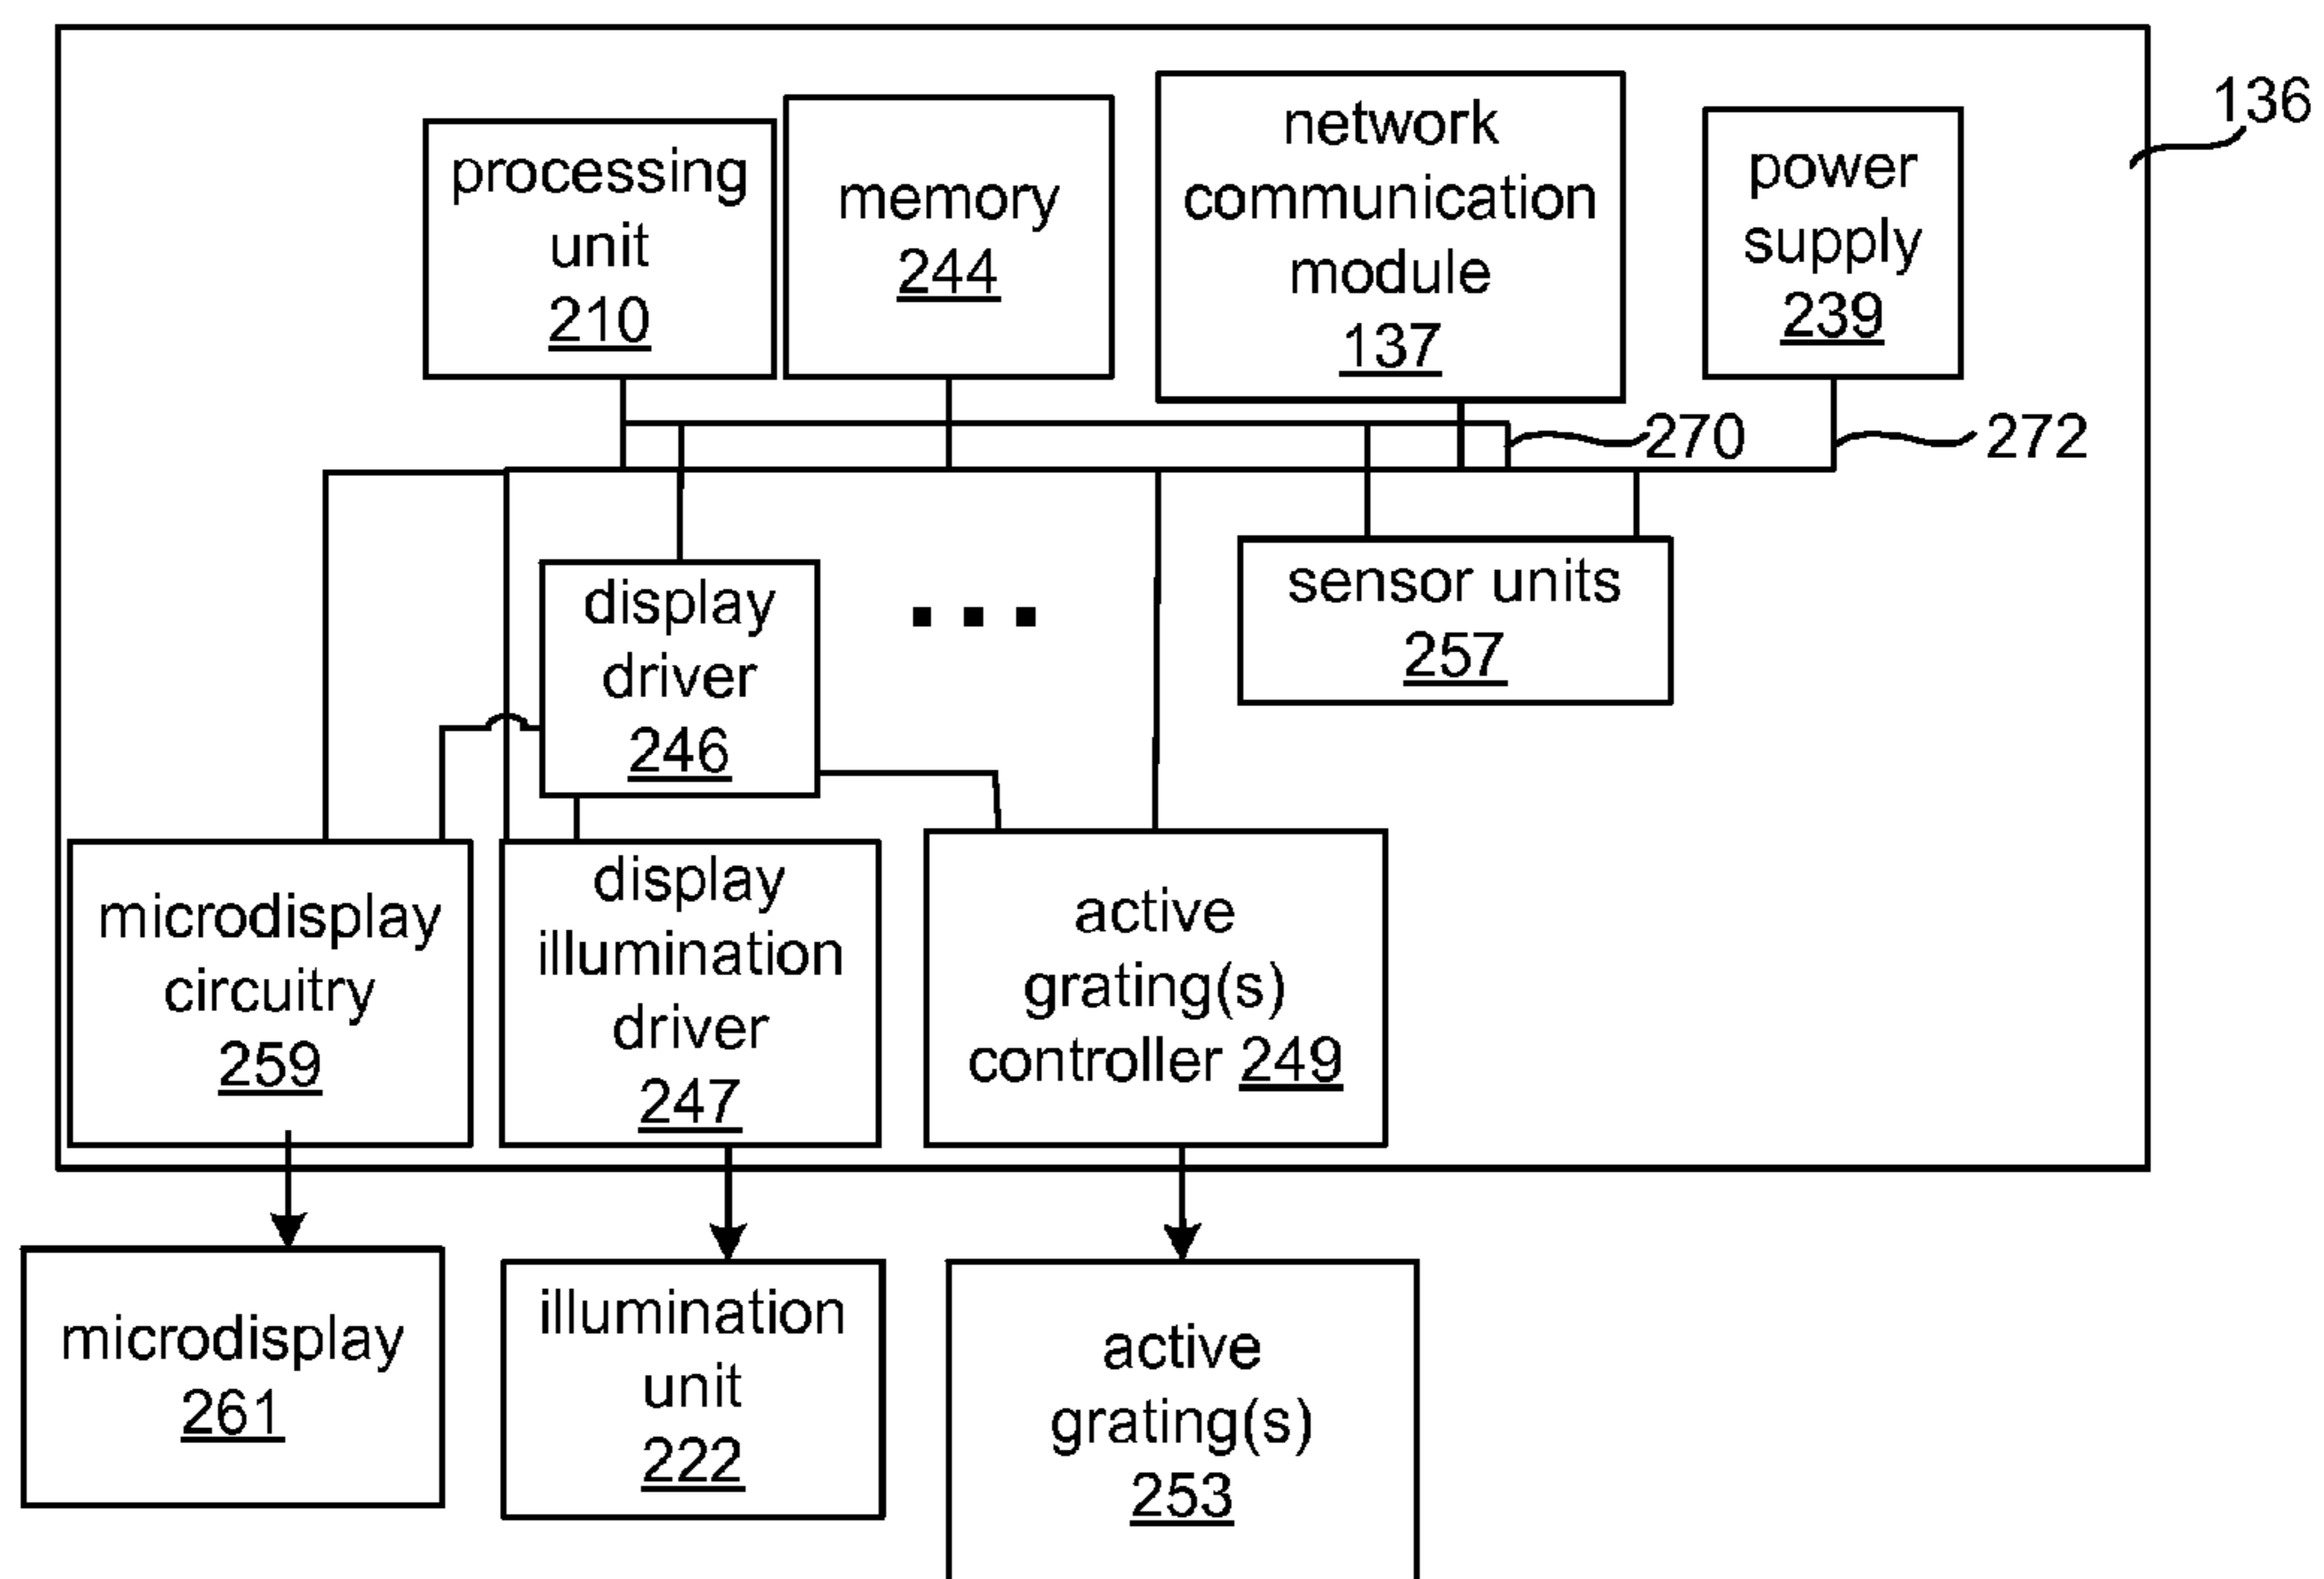 136
processing
unit
210
memory
244
network
communication
module
137
power
supply
239
270
272
display
driver
246
...
sensor units
257
microdisplay
circuitry
259
display
illumination
driver
247
active
grating(s)
controller 249
microdisplay
261
illumination
unit
222
active
grating(s)
253